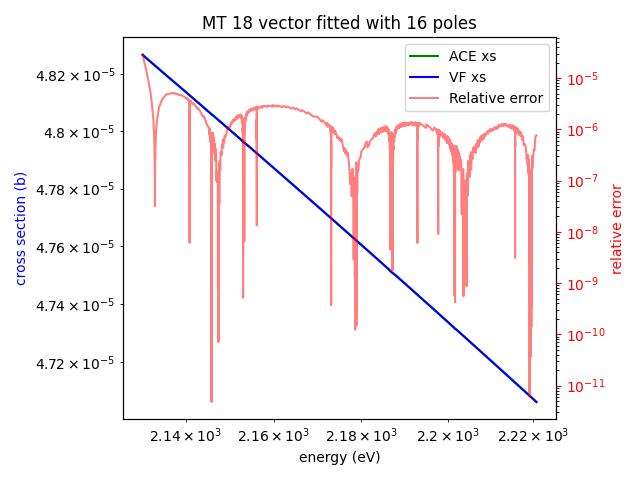 MT 18 vector fitted with 16 poles
ACE xs
VF xs
Relative error
cross section (b)
4.82 × 10⁻⁵
4.8 × 10⁻⁵
4.78 × 10⁻⁵
4.76 × 10⁻⁵
4.74 × 10⁻⁵
4.72 × 10⁻⁵
10⁻⁵
10⁻⁶
10⁻⁷
10⁻⁸
10⁻⁹
10⁻¹⁰
10⁻¹¹
relative error
2.14 × 10³ 2.16 × 10³ 2.18 × 10³ 2.2 × 10³ 2.22 × 10³
energy (eV)